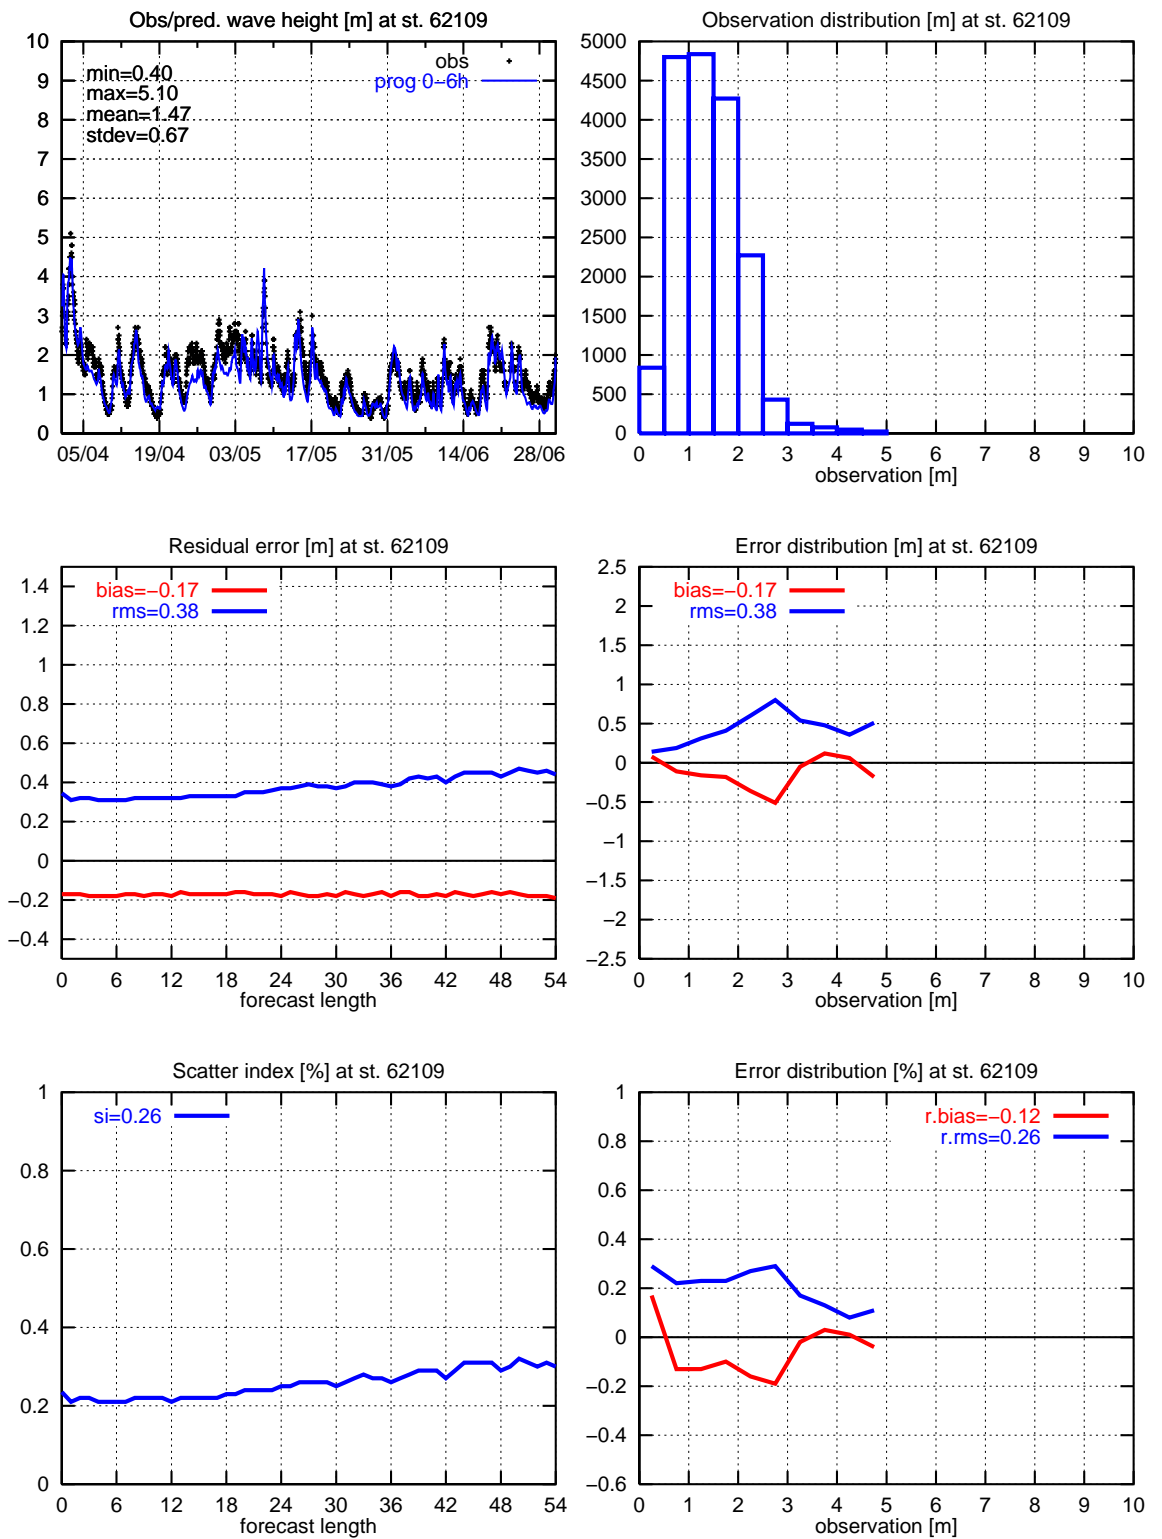 Obs/pred. wave height [m] at st. 62109
10
9
8
7
6
5
4
3
2
1
0
min=0.40
max=5.10
mean=1.47
stdev=0.67
obs
prog 0−6h
05/04 19/04 03/05 17/05 31/05 14/06 28/06
Observation distribution [m] at st. 62109
5000
4500
4000
3500
3000
2500
2000
1500
1000
500
0
0 1 2 3 4 5 6 7 8 9 10
observation [m]
Residual error [m] at st. 62109
bias=−0.17
rms=0.38
1.4
1.2
1
0.8
0.6
0.4
0.2
0
−0.2
−0.4
0 6 12 18 24 30 36 42 48 54
forecast length
Error distribution [m] at st. 62109
bias=−0.17
rms=0.38
2.5
2
1.5
1
0.5
0
−0.5
−1
−1.5
−2
−2.5
0 1 2 3 4 5 6 7 8 9 10
observation [m]
Scatter index [%] at st. 62109
si=0.26
1
0.8
0.6
0.4
0.2
0
0 6 12 18 24 30 36 42 48 54
forecast length
Error distribution [%] at st. 62109
r.bias=−0.12
r.rms=0.26
1
0.8
0.6
0.4
0.2
0
−0.2
−0.4
−0.6
0 1 2 3 4 5 6 7 8 9 10
observation [m]